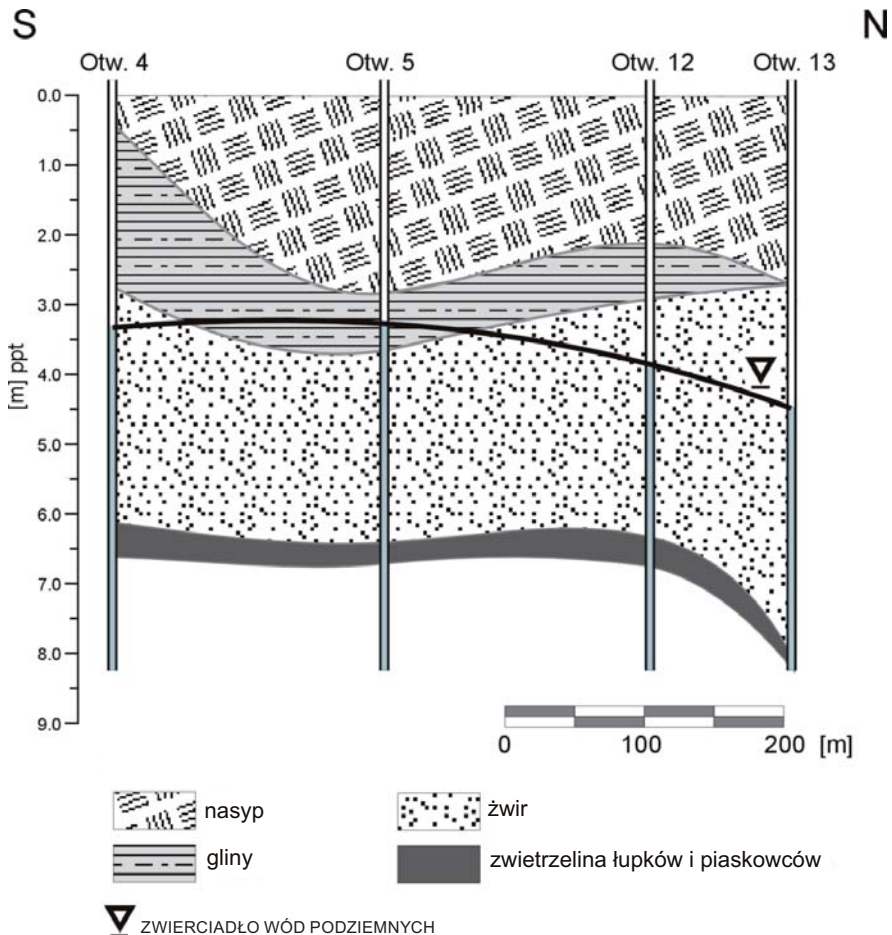 S N
Otw. 4 Otw. 5 Otw. 12 Otw. 13
0.0
1.0
2.0
3.0
4.0
5.0
6.0
7.0
8.0
9.0
[m] ppt
0 100 200 [m]
nasyp żwir
gliny zwietrzelina łupków i piaskowców
ZWIERCIADŁO WÓD PODZIEMNYCH